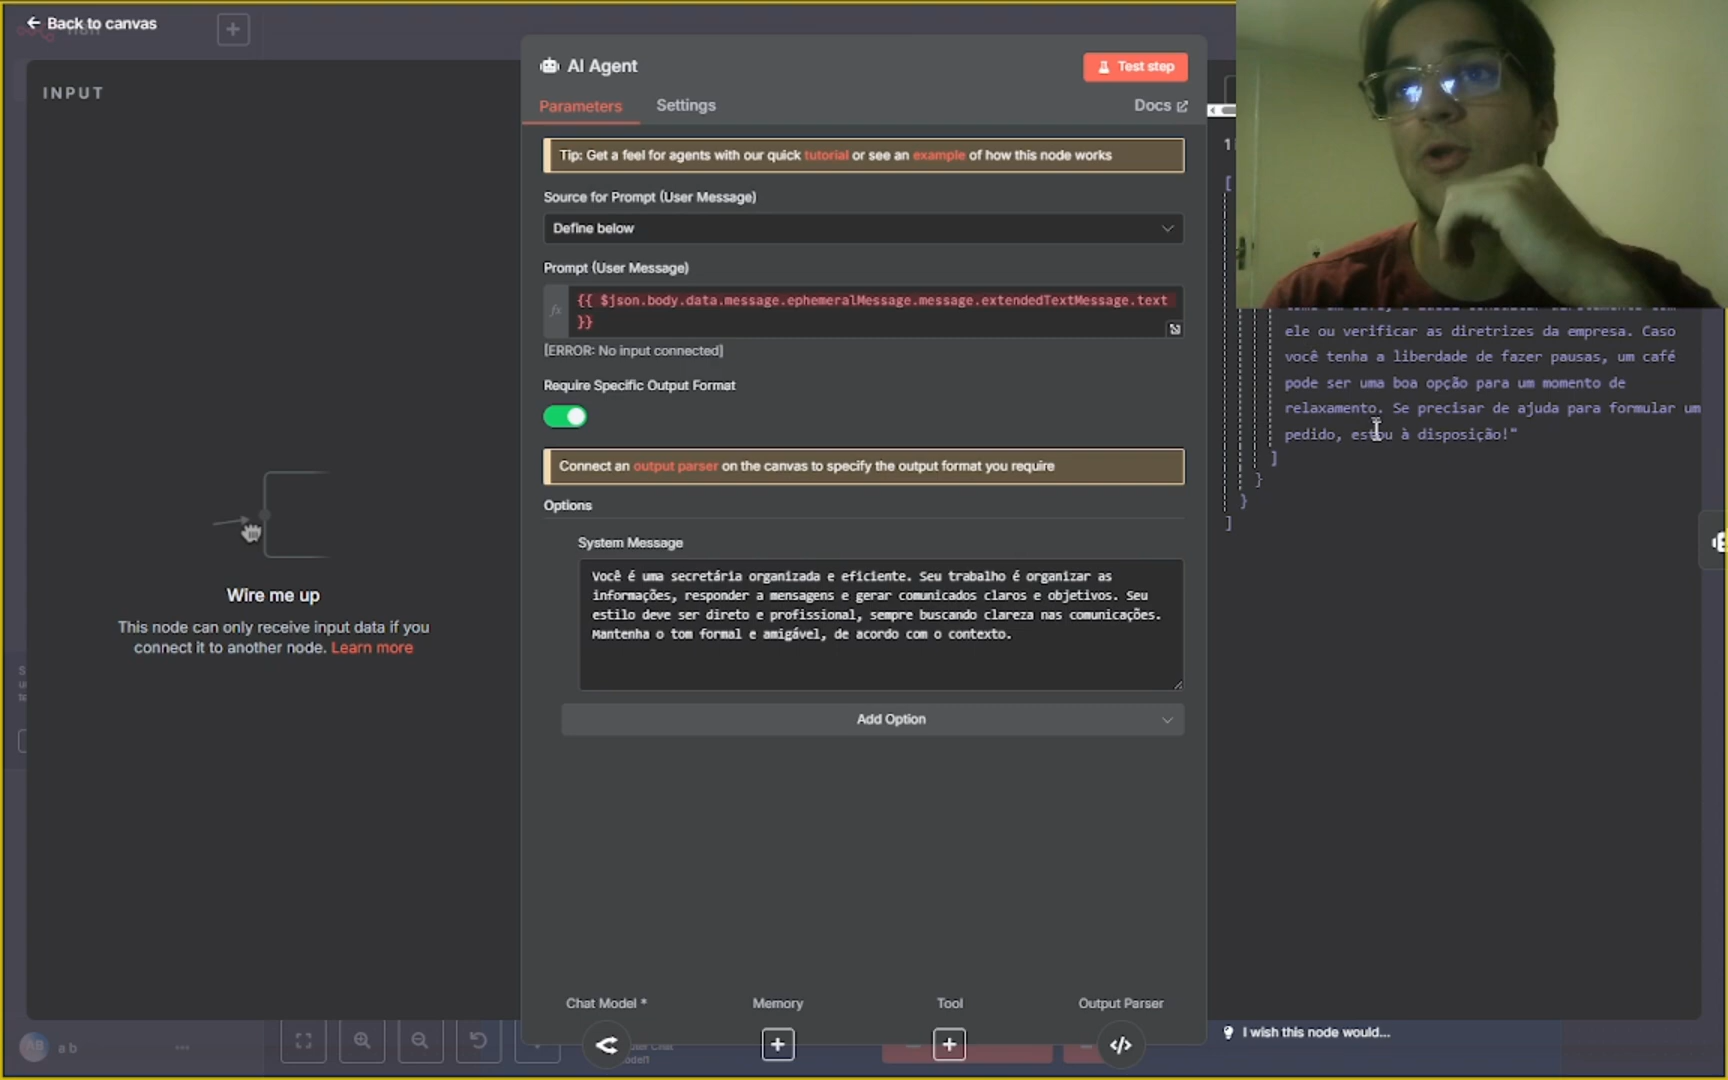 Back to canvas
INPUT
AI Agent
Test step
Parameters
Settings
Docs
Tip: Get a feel for agents with our quick tutorial or see an example of how this node works
Source for Prompt (User Message)
Define below
Prompt (User Message)
fx
{{ $json.body.data.message.ephemeralMessage.message.extendedTextMessage.text
}}
[ERROR: No input connected]
Require Specific Output Format
Connect an output parser on the canvas to specify the output format you require
Options
System Message
Você é uma secretária organizada e eficiente. Seu trabalho é organizar as
informações, responder a mensagens e gerar comunicados claros e objetivos. Seu
estilo deve ser direto e profissional, sempre buscando clareza nas comunicações.
Mantenha o tom formal e amigável, de acordo com o contexto.
Add Option
Wire me up
This node can only receive input data if you
connect it to another node. Learn more
[
ele ou verificar as diretrizes da empresa. Caso
você tenha a liberdade de fazer pausas, um café
pode ser uma boa opção para um momento de
relaxamento. Se precisar de ajuda para formular um
pedido, estou à disposição!"
]
}
}
]
Chat Model *
Memory
Tool
Output Parser
I wish this node would...
AB
a b